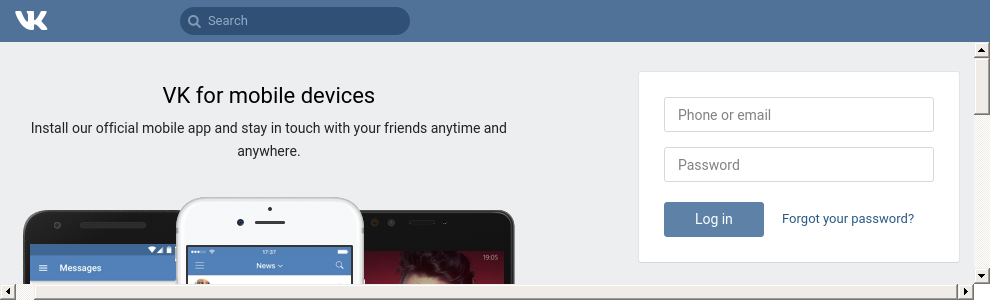 VK
Search
VK for mobile devices
Install our official mobile app and stay in touch with your friends anytime and
anywhere.
Phone or email
Password
Log in
Forgot your password?
Messages
17:37
News
19:05